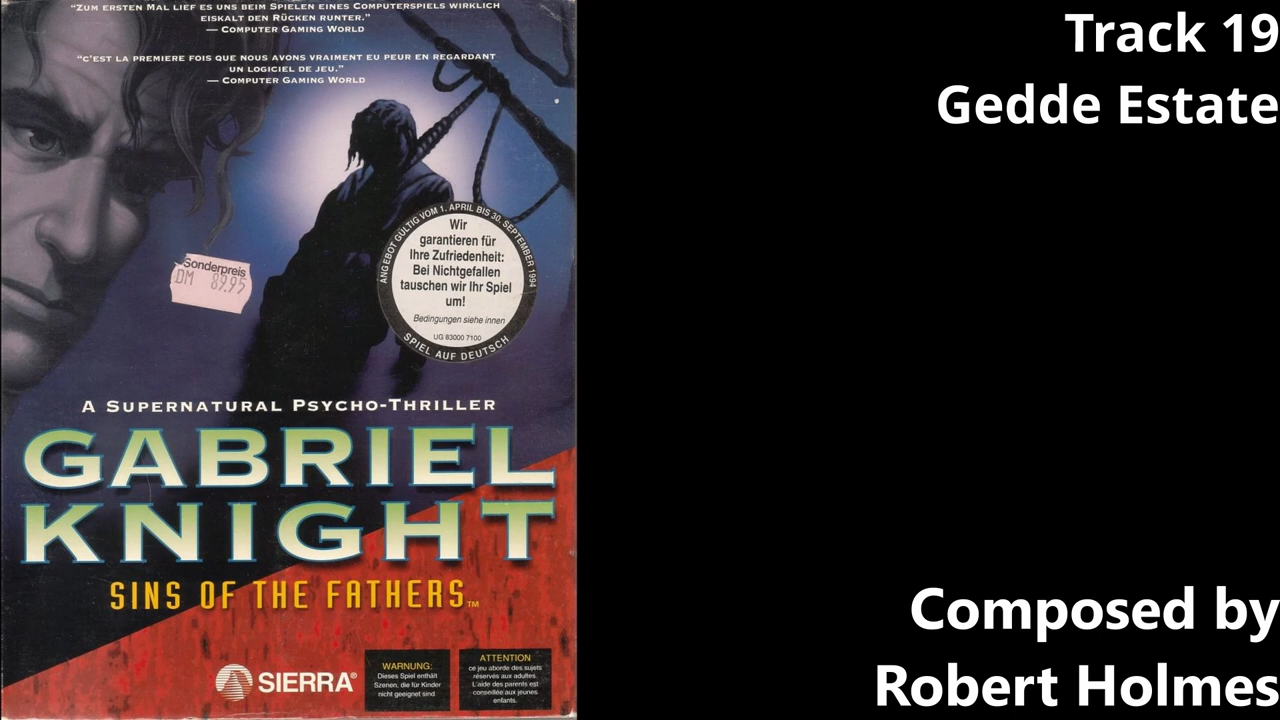 “ZUM ERSTEN MAL LIEF ES UNS BEIM SPIELEN EINES COMPUTERSPIELS WIRKLICH
EISKALT DEN RÜCKEN RUNTER.”
— COMPUTER GAMING WORLD
“C'EST LA PREMIERE FOIS QUE NOUS AVONS VRAIMENT EU PEUR EN REGARDANT
UN LOGICIEL DE JEU.”
— COMPUTER GAMING WORLD
Sonderpreis
DM 89.95
ANGEBOT GÜLTIG VOM 1. APRIL BIS 30. SEPTEMBER 1994
Wir
garantieren für
Ihre Zufriedenheit:
Bei Nichtgefallen
tauschen wir Ihr Spiel
um!
Bedingungen siehe innen
UG 83000 7100
SPIEL AUF DEUTSCH
A SUPERNATURAL PSYCHO-THRILLER
GABRIEL
KNIGHT
SINS OF THE FATHERS™
SIERRA®
WARNUNG:
Dieses Spiel enthält
Szenen, die für Kinder
nicht geeignet sind
ATTENTION
ce jeu aborde des sujets
réservés aux adultes.
L'aide des parents est
conseillée aux jeunes
enfants.
Track 19
Gedde Estate
Composed by
Robert Holmes